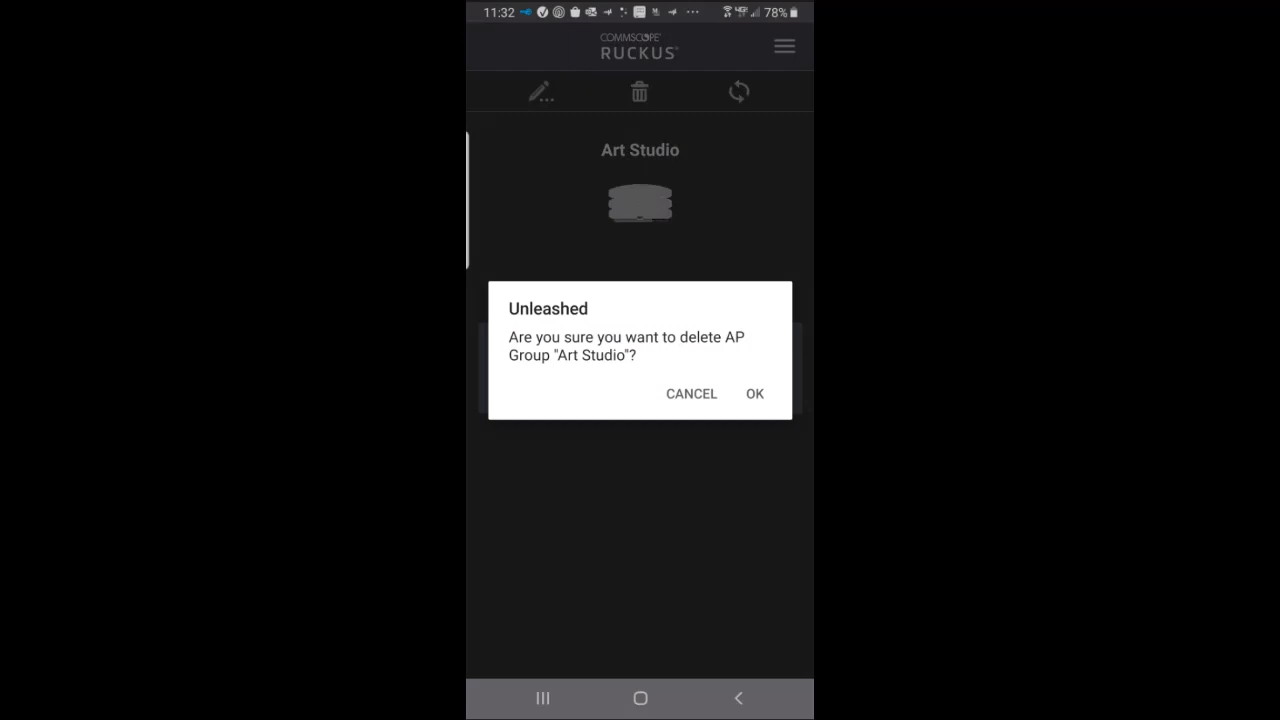 11:32 78%
COMMSCOPE
RUCKUS
Art Studio
Unleashed
Are you sure you want to delete AP
Group "Art Studio"?
CANCEL OK